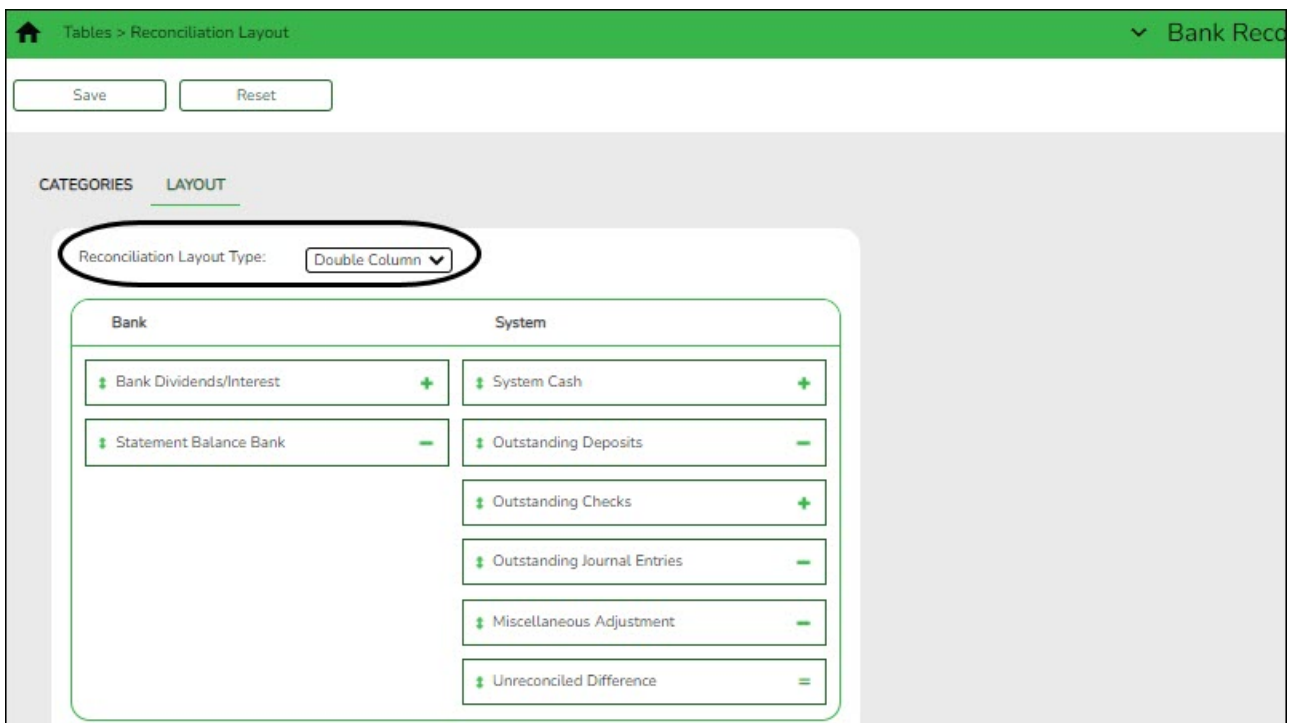 Tables > Reconciliation Layout
Bank Reco
Save Reset
CATEGORIES LAYOUT
Reconciliation Layout Type: Double Column
Bank System
Bank Dividends/Interest + System Cash +
Statement Balance Bank − Outstanding Deposits −
Outstanding Checks +
Outstanding Journal Entries −
Miscellaneous Adjustment −
Unreconciled Difference =